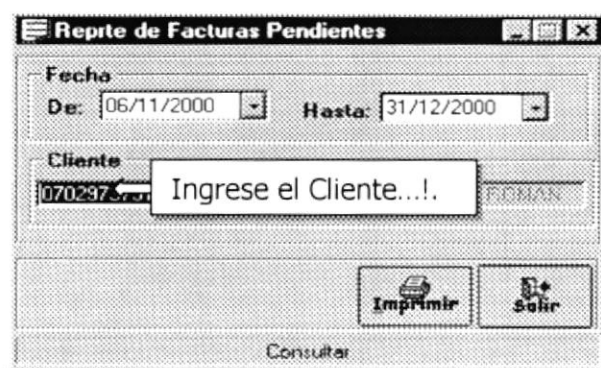 Reprte de Facturas Pendientes
Fecha
De: 06/11/2000 Hasta: 31/12/2000
Cliente
Ingrese el Cliente...!. ROMAN
Imprimir Salir
Consultar